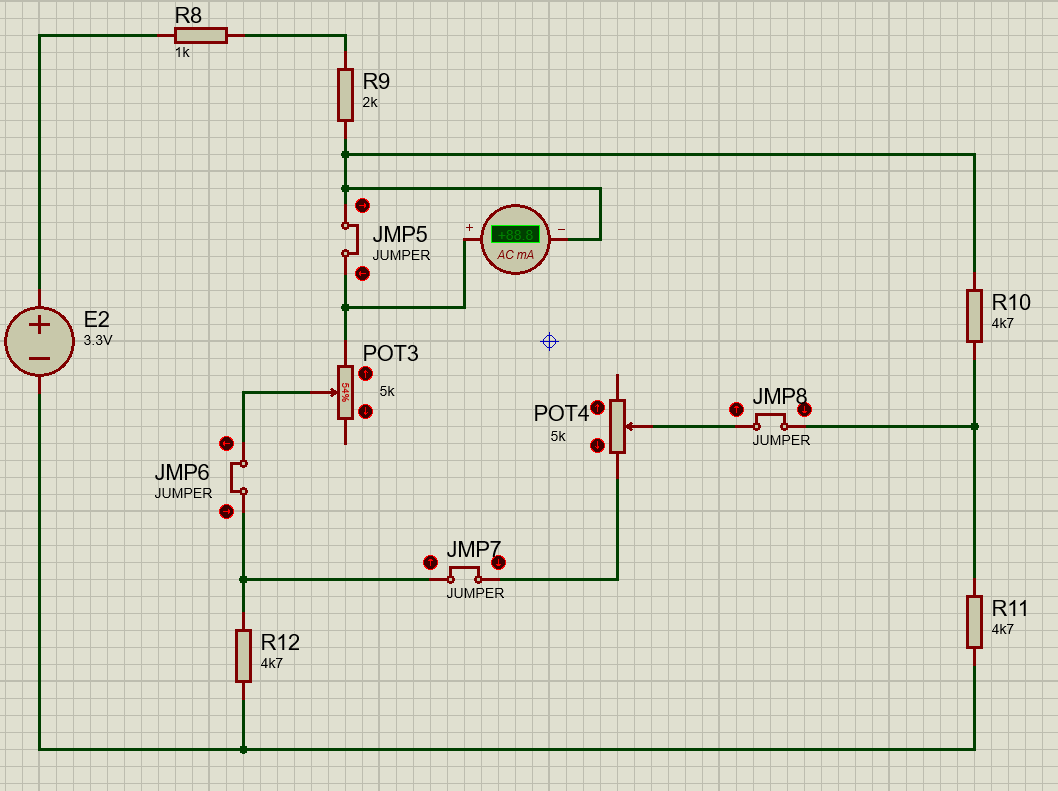 R8
1k
R9
2k
JMP5
JUMPER
+
−
+88.8
AC mA
R10
4k7
E2
3.3V
POT3
54%
5k
POT4
5k
JMP8
JUMPER
JMP6
JUMPER
JMP7
JUMPER
R11
4k7
R12
4k7